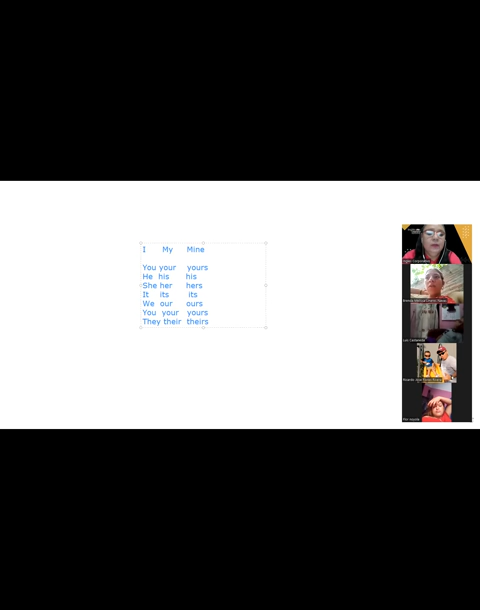 I My Mine
You your yours
He his his
She her hers
It its its
We our ours
You your yours
They their theirs